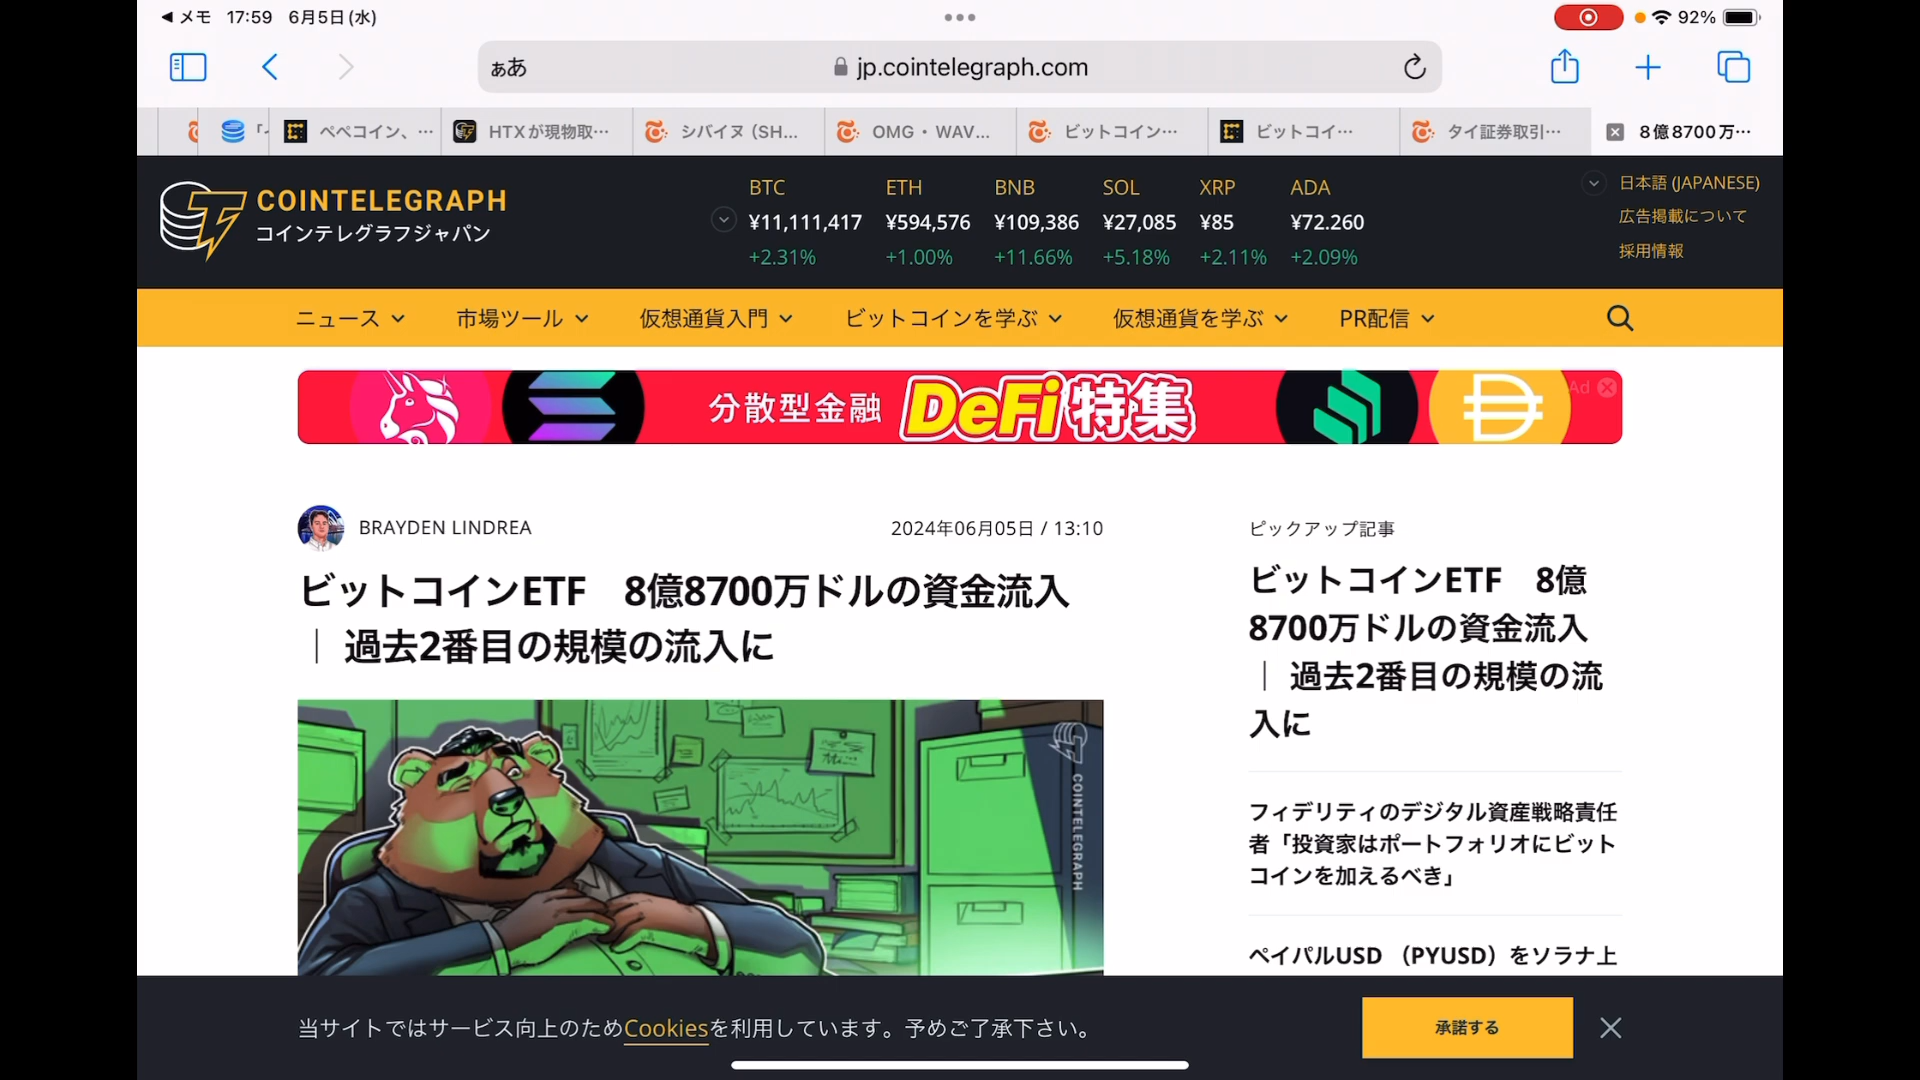 メモ 17:59 6月5日(水)
92%
ぁあ
jp.cointelegraph.com
ペペコイン、…
HTXが現物取…
シバイヌ（SH...
OMG・WAV...
ビットコイン…
ビットコイ…
タイ証券取引…
8億8700万…
COINTELEGRAPH
コインテレグラフジャパン
BTC ETH BNB SOL XRP ADA
¥11,111,417 ¥594,576 ¥109,386 ¥27,085 ¥85 ¥72.260
+2.31% +1.00% +11.66% +5.18% +2.11% +2.09%
日本語 (JAPANESE)
広告掲載について
採用情報
ニュース 市場ツール 仮想通貨入門 ビットコインを学ぶ 仮想通貨を学ぶ PR配信
分散型金融 DeFi特集
Ad
BRAYDEN LINDREA
2024年06月05日 / 13:10
ビットコインETF　8億8700万ドルの資金流入
｜ 過去2番目の規模の流入に
COINTELEGRAPH
ピックアップ記事
ビットコインETF　8億
8700万ドルの資金流入
｜ 過去2番目の規模の流
入に
フィデリティのデジタル資産戦略責任
者「投資家はポートフォリオにビット
コインを加えるべき」
ペイパルUSD （PYUSD）をソラナ上
当サイトではサービス向上のためCookiesを利用しています。予めご了承下さい。
承諾する